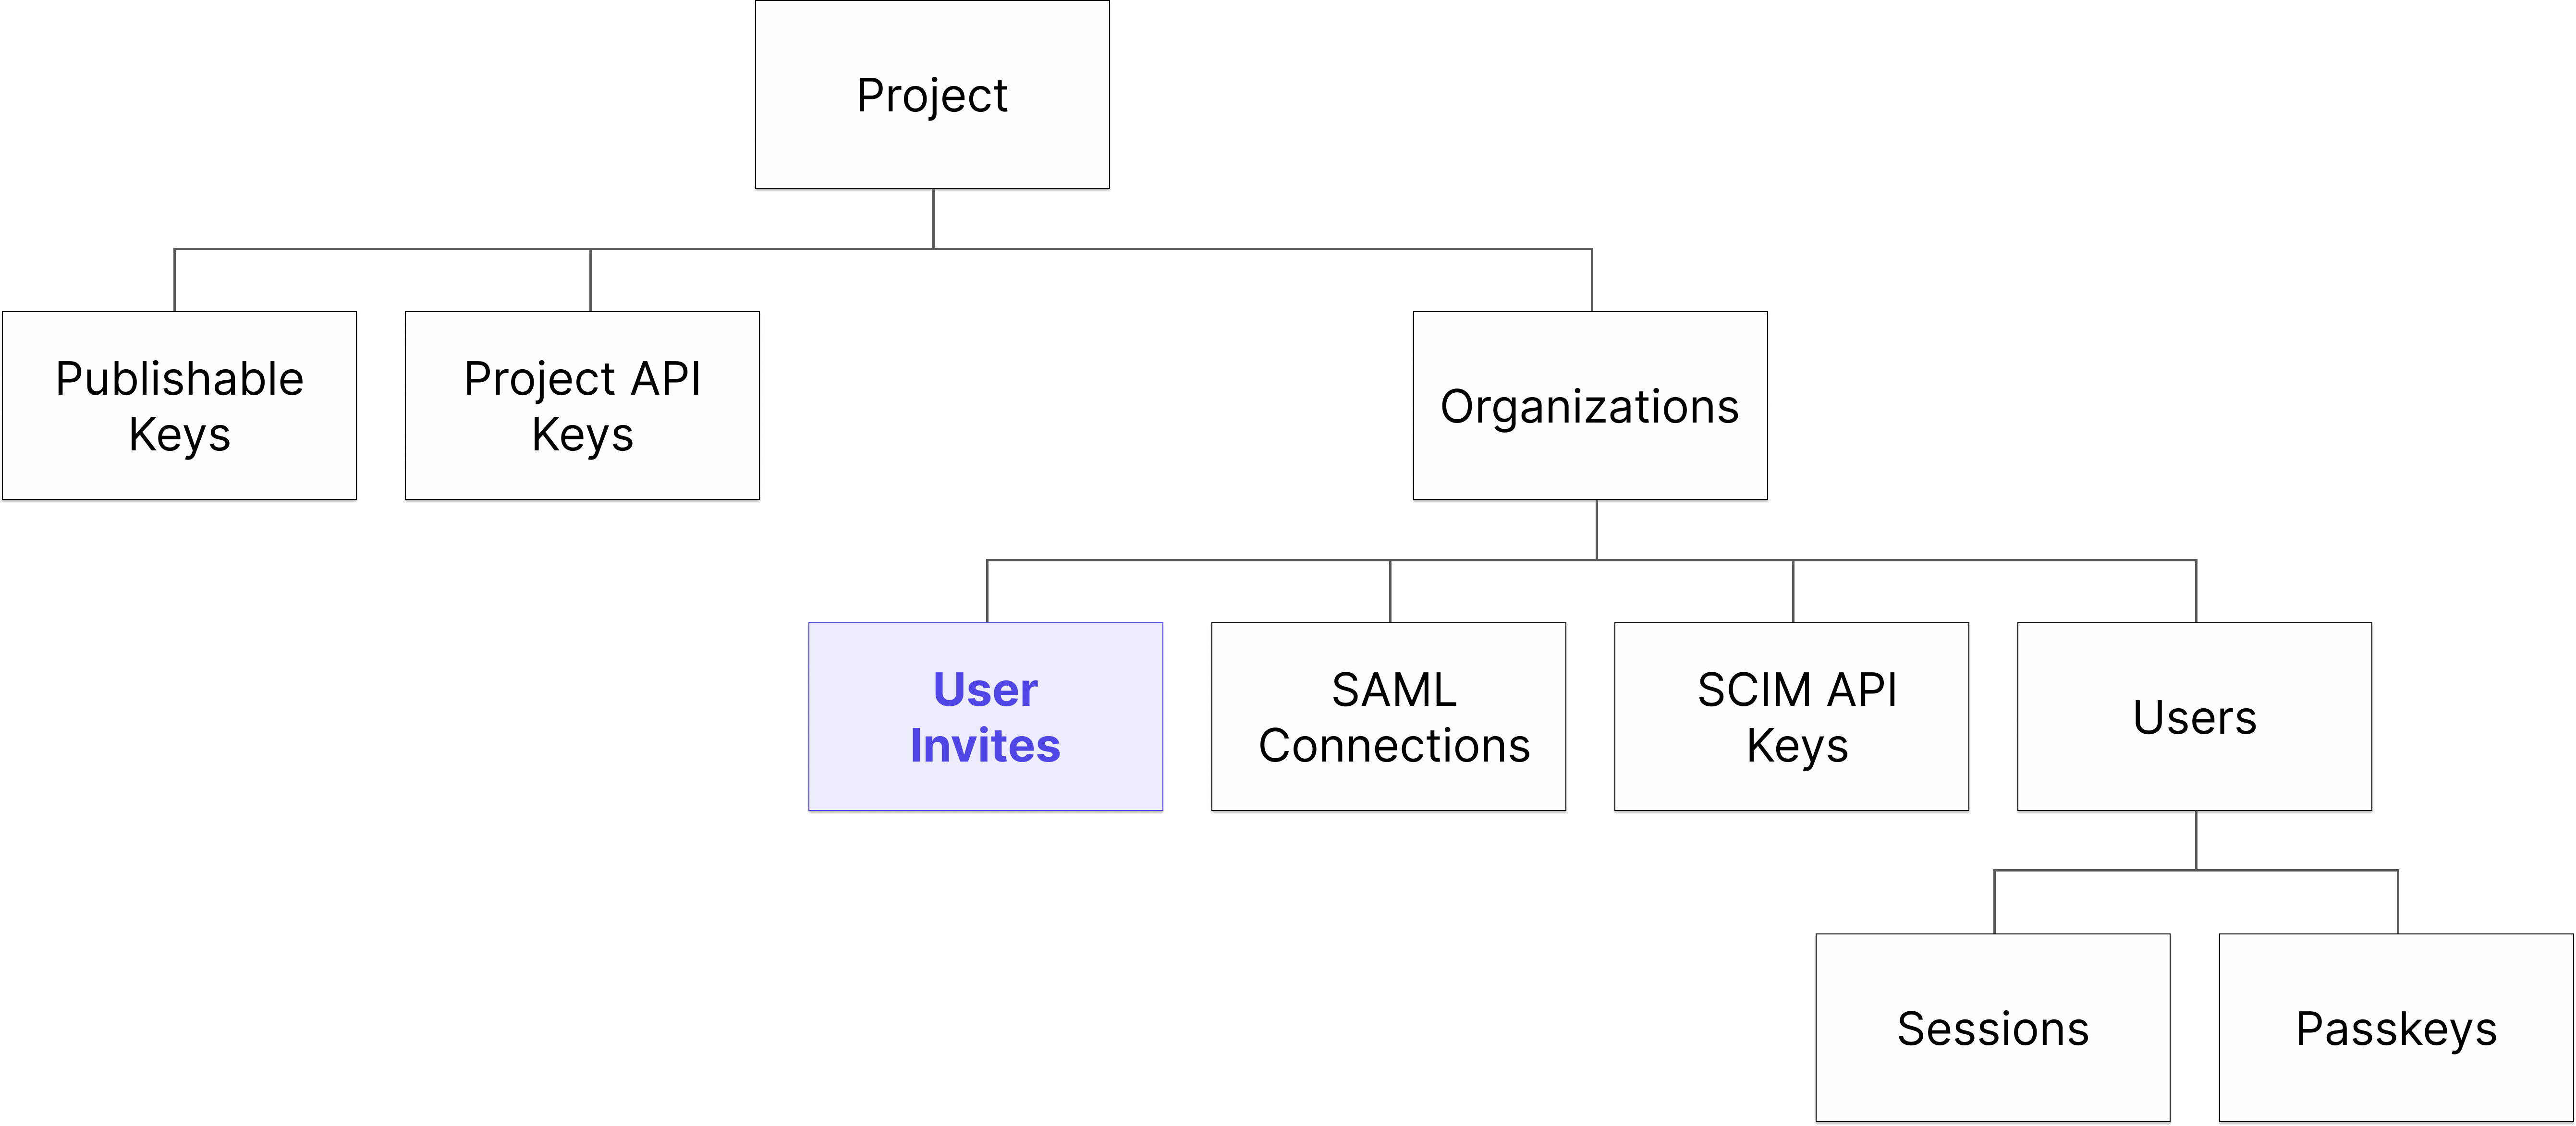 Project
Publishable
Keys
Project API
Keys
Organizations
User
Invites
SAML
Connections
SCIM API
Keys
Users
Sessions
Passkeys